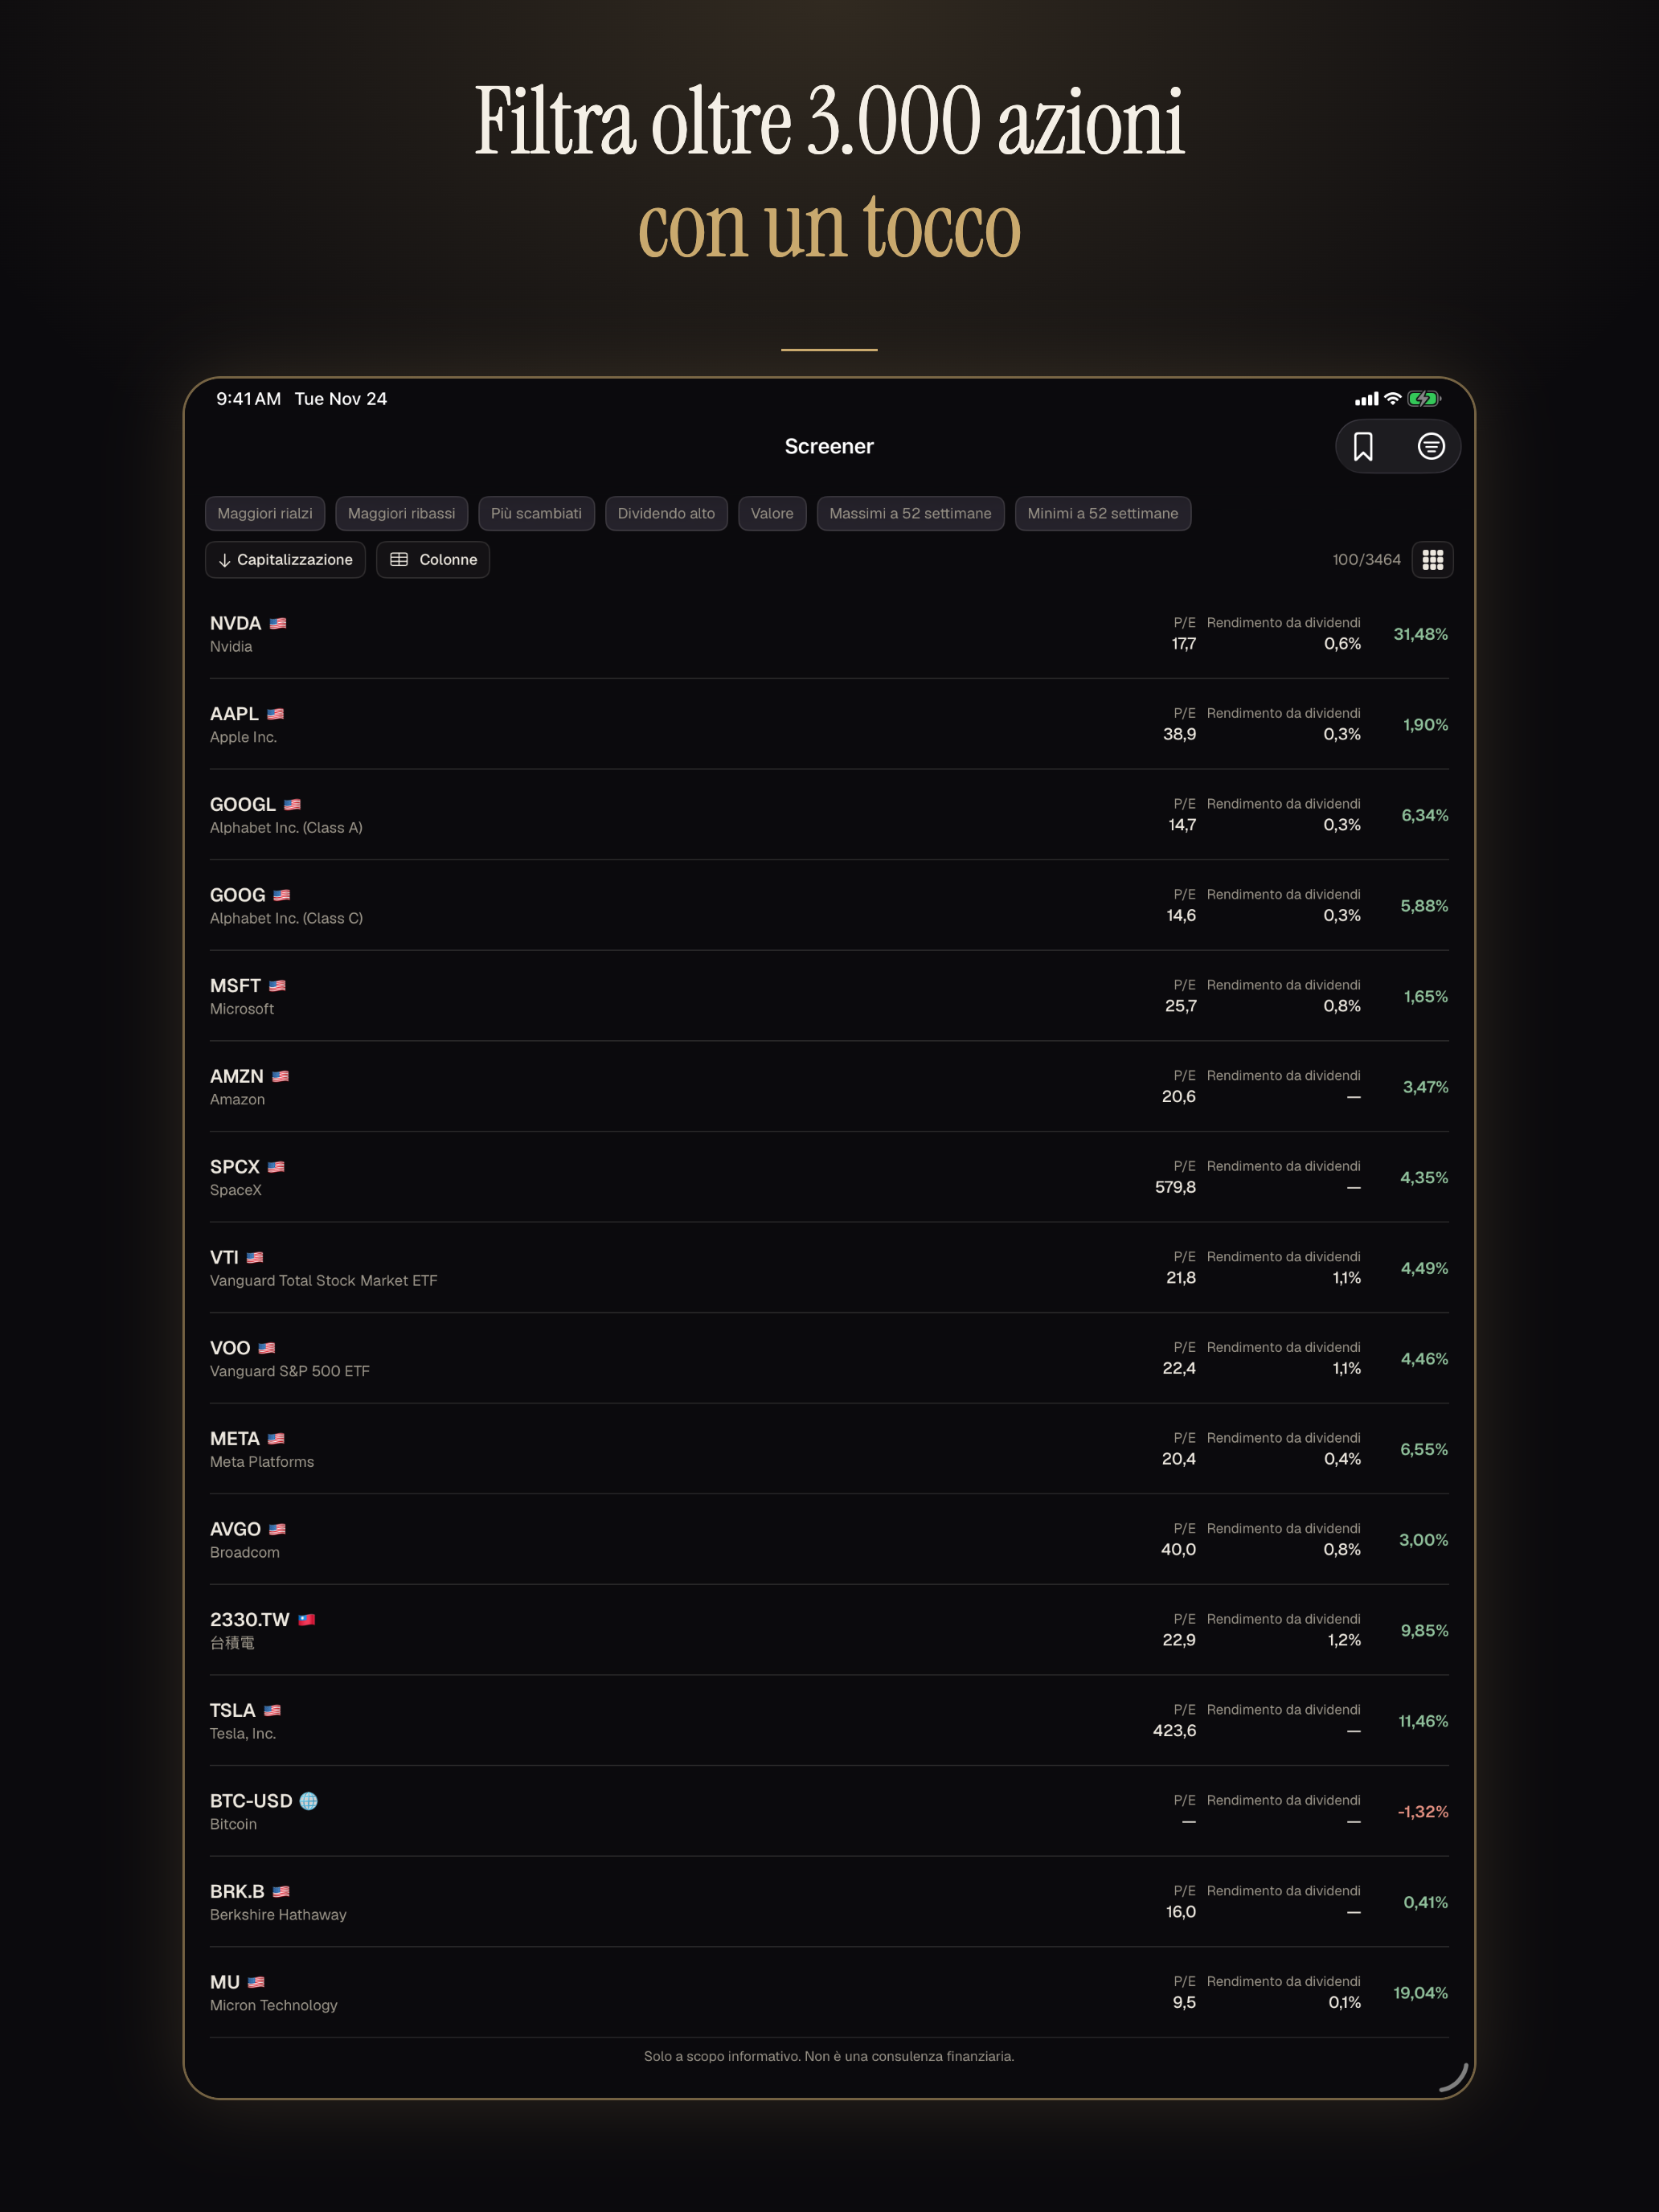 Filtra oltre 3.000 azioni
con un tocco
9:41 AM Tue Nov 24
Screener
Maggiori rialzi Maggiori ribassi Più scambiati Dividendo alto Valore Massimi a 52 settimane Minimi a 52 settimane
↓ Capitalizzazione Colonne 100/3464
NVDA P/E Rendimento da dividendi
Nvidia 17,7 0,6% 31,48%
AAPL P/E Rendimento da dividendi
Apple Inc. 38,9 0,3% 1,90%
GOOGL P/E Rendimento da dividendi
Alphabet Inc. (Class A) 14,7 0,3% 6,34%
GOOG P/E Rendimento da dividendi
Alphabet Inc. (Class C) 14,6 0,3% 5,88%
MSFT P/E Rendimento da dividendi
Microsoft 25,7 0,8% 1,65%
AMZN P/E Rendimento da dividendi
Amazon 20,6 — 3,47%
SPCX P/E Rendimento da dividendi
SpaceX 579,8 — 4,35%
VTI P/E Rendimento da dividendi
Vanguard Total Stock Market ETF 21,8 1,1% 4,49%
VOO P/E Rendimento da dividendi
Vanguard S&P 500 ETF 22,4 1,1% 4,46%
META P/E Rendimento da dividendi
Meta Platforms 20,4 0,4% 6,55%
AVGO P/E Rendimento da dividendi
Broadcom 40,0 0,8% 3,00%
2330.TW P/E Rendimento da dividendi
台積電 22,9 1,2% 9,85%
TSLA P/E Rendimento da dividendi
Tesla, Inc. 423,6 — 11,46%
BTC-USD P/E Rendimento da dividendi
Bitcoin — — -1,32%
BRK.B P/E Rendimento da dividendi
Berkshire Hathaway 16,0 — 0,41%
MU P/E Rendimento da dividendi
Micron Technology 9,5 0,1% 19,04%
Solo a scopo informativo. Non è una consulenza finanziaria.